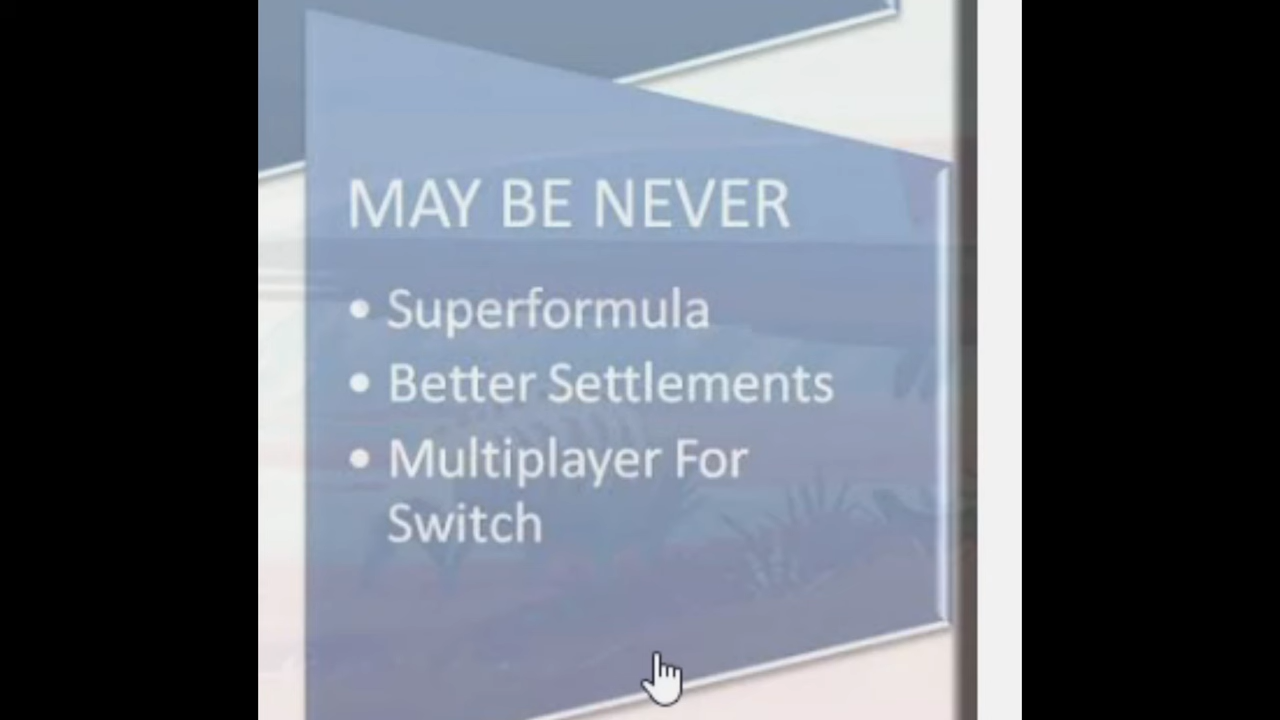 MAY BE NEVER
• Superformula
• Better Settlements
• Multiplayer For
Switch